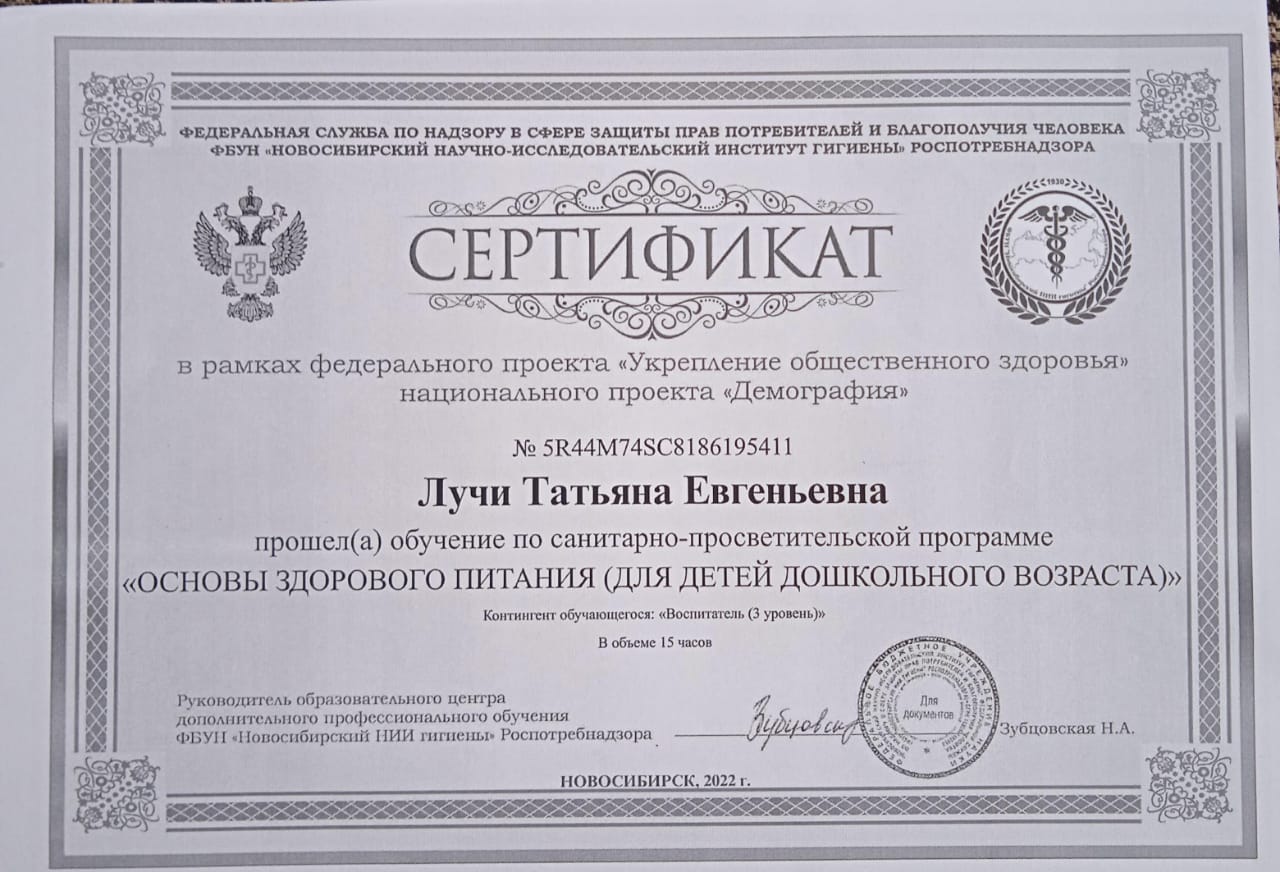 ФЕДЕРАЛЬНАЯ СЛУЖБА ПО НАДЗОРУ В СФЕРЕ ЗАЩИТЫ ПРАВ ПОТРЕБИТЕЛЕЙ И БЛАГОПОЛУЧИЯ ЧЕЛОВЕКА
ФБУН «НОВОСИБИРСКИЙ НАУЧНО-ИССЛЕДОВАТЕЛЬСКИЙ ИНСТИТУТ ГИГИЕНЫ» РОСПОТРЕБНАДЗОРА
1930
СЕРТИФИКАТ
в рамках федерального проекта «Укрепление общественного здоровья»
национального проекта «Демография»
№ 5R44M74SC8186195411
Лучи Татьяна Евгеньевна
прошел(а) обучение по санитарно-просветительской программе
«ОСНОВЫ ЗДОРОВОГО ПИТАНИЯ (ДЛЯ ДЕТЕЙ ДОШКОЛЬНОГО ВОЗРАСТА)»
Контингент обучающегося: «Воспитатель (3 уровень)»
В объеме 15 часов
Руководитель образовательного центра
дополнительного профессионального обучения
ФБУН «Новосибирский НИИ гигиены» Роспотребнадзора
Зубцовская Н.А.
Для
документов
НОВОСИБИРСК, 2022 г.